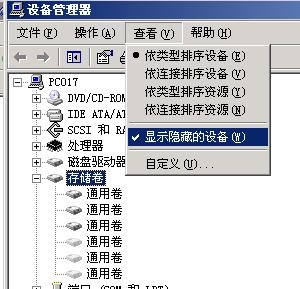 设备管理器
文件(F) 操作(A) 查看(V) 帮助(H)
依类型排序设备(E)
依连接排序设备(V)
依类型排序资源(Y)
依连接排序资源(R)
显示隐藏的设备(W)
自定义(U)...
PC017
DVD/CD-ROM
IDE ATA/AT
SCSI 和 RA
处理器
磁盘驱动器
存储卷
通用卷
通用卷
通用卷
通用卷
通用卷
通用卷
端口 (COM 和 LPT)